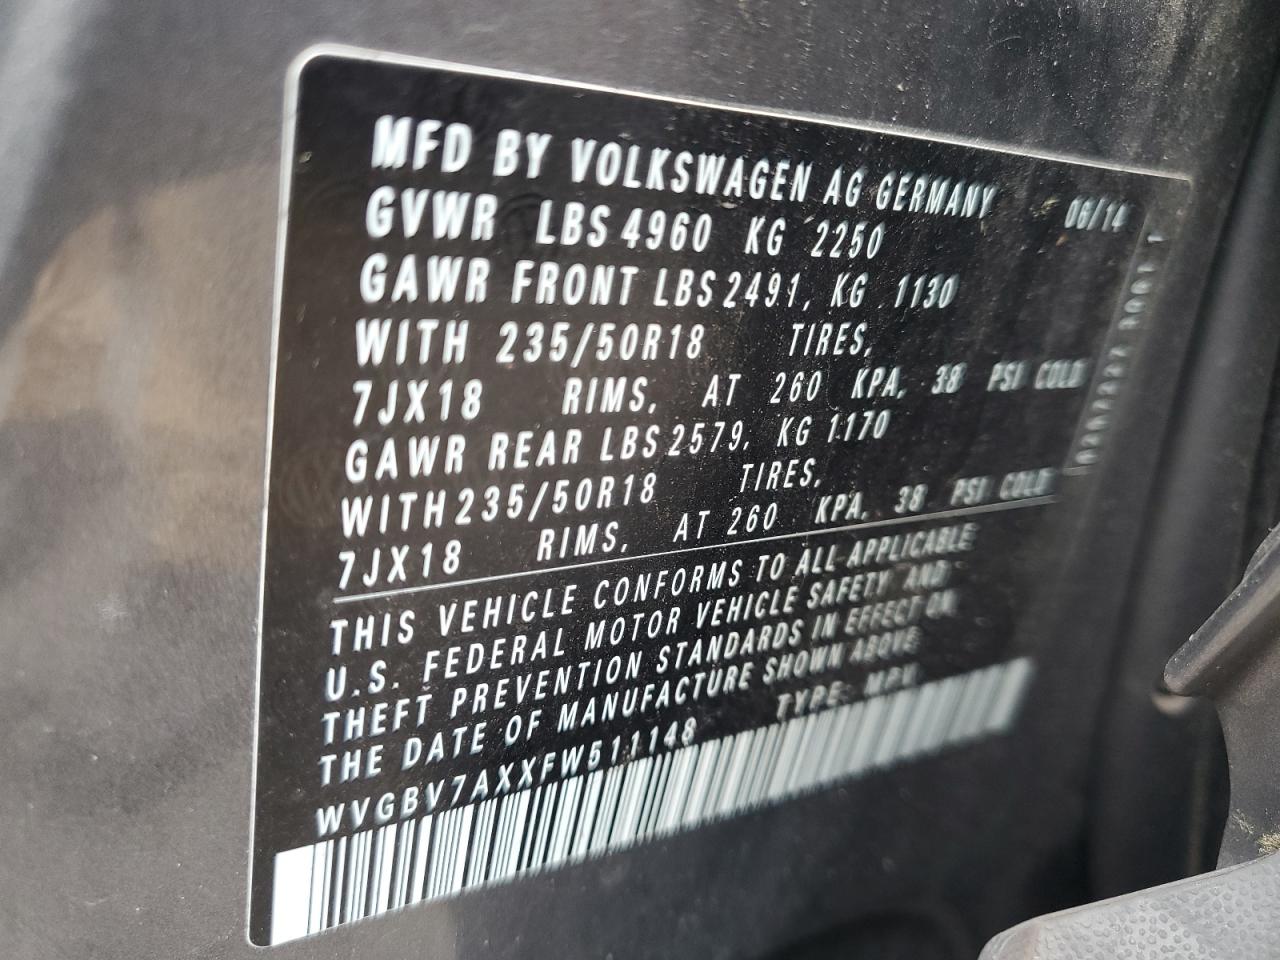 MFD BY VOLKSWAGEN AG GERMANY 06/14
GVWR LBS 4960 KG 2250
GAWR FRONT LBS 2491, KG 1130
WITH 235/50R18 TIRES,
7JX18 RIMS, AT 260 KPA, 38 PSI COLD
GAWR REAR LBS 2579, KG 1170
WITH 235/50R18 TIRES,
7JX18 RIMS, AT 260 KPA, 38 PSI COLD
THIS VEHICLE CONFORMS TO ALL APPLICABLE
U.S. FEDERAL MOTOR VEHICLE SAFETY AND
THEFT PREVENTION STANDARDS IN EFFECT ON
THE DATE OF MANUFACTURE SHOWN ABOVE
WVGBV7AXXFW511148 TYPE: MPV